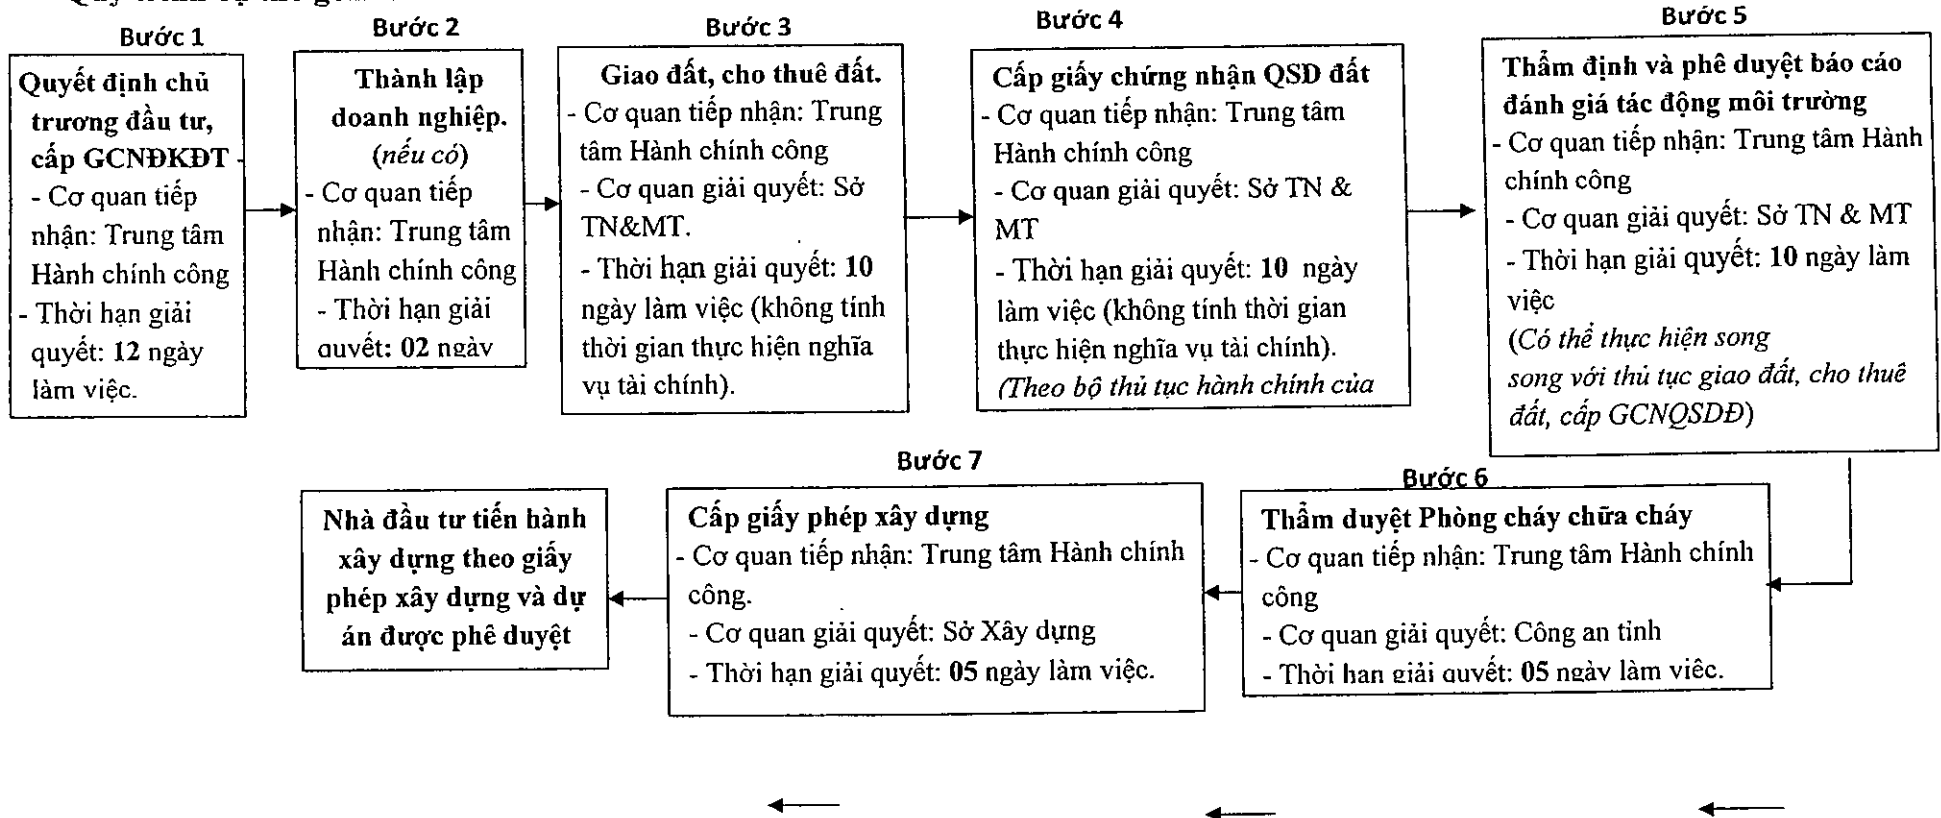 Bước 1
Quyết định chủ
trương đầu tư,
cấp GCNĐKĐT -
- Cơ quan tiếp
nhận: Trung tâm
Hành chính công
- Thời hạn giải
quyết: 12 ngày
làm việc.
Bước 2
Thành lập
doanh nghiệp.
(nếu có)
- Cơ quan tiếp
nhận: Trung tâm
Hành chính công
- Thời hạn giải
quyết: 02 ngày
Bước 3
Giao đất, cho thuê đất.
- Cơ quan tiếp nhận: Trung
tâm Hành chính công
- Cơ quan giải quyết: Sở
TN&MT.
- Thời hạn giải quyết: 10
ngày làm việc (không tính
thời gian thực hiện nghĩa
vụ tài chính).
Bước 4
Cấp giấy chứng nhận QSD đất
- Cơ quan tiếp nhận: Trung tâm
Hành chính công
- Cơ quan giải quyết: Sở TN &
MT
- Thời hạn giải quyết: 10 ngày
làm việc (không tính thời gian
thực hiện nghĩa vụ tài chính).
(Theo bộ thủ tục hành chính của
Bước 5
Thẩm định và phê duyệt báo cáo
đánh giá tác động môi trường
- Cơ quan tiếp nhận: Trung tâm Hành
chính công
- Cơ quan giải quyết: Sở TN & MT
- Thời hạn giải quyết: 10 ngày làm
việc
(Có thể thực hiện song
song với thủ tục giao đất, cho thuê
đất, cấp GCNQSDĐ)
Bước 6
Thẩm duyệt Phòng cháy chữa cháy
- Cơ quan tiếp nhận: Trung tâm Hành chính
công
- Cơ quan giải quyết: Công an tỉnh
- Thời hạn giải quyết: 05 ngày làm việc.
Bước 7
Cấp giấy phép xây dựng
- Cơ quan tiếp nhận: Trung tâm Hành chính
công.
- Cơ quan giải quyết: Sở Xây dựng
- Thời hạn giải quyết: 05 ngày làm việc.
Nhà đầu tư tiến hành
xây dựng theo giấy
phép xây dựng và dự
án được phê duyệt